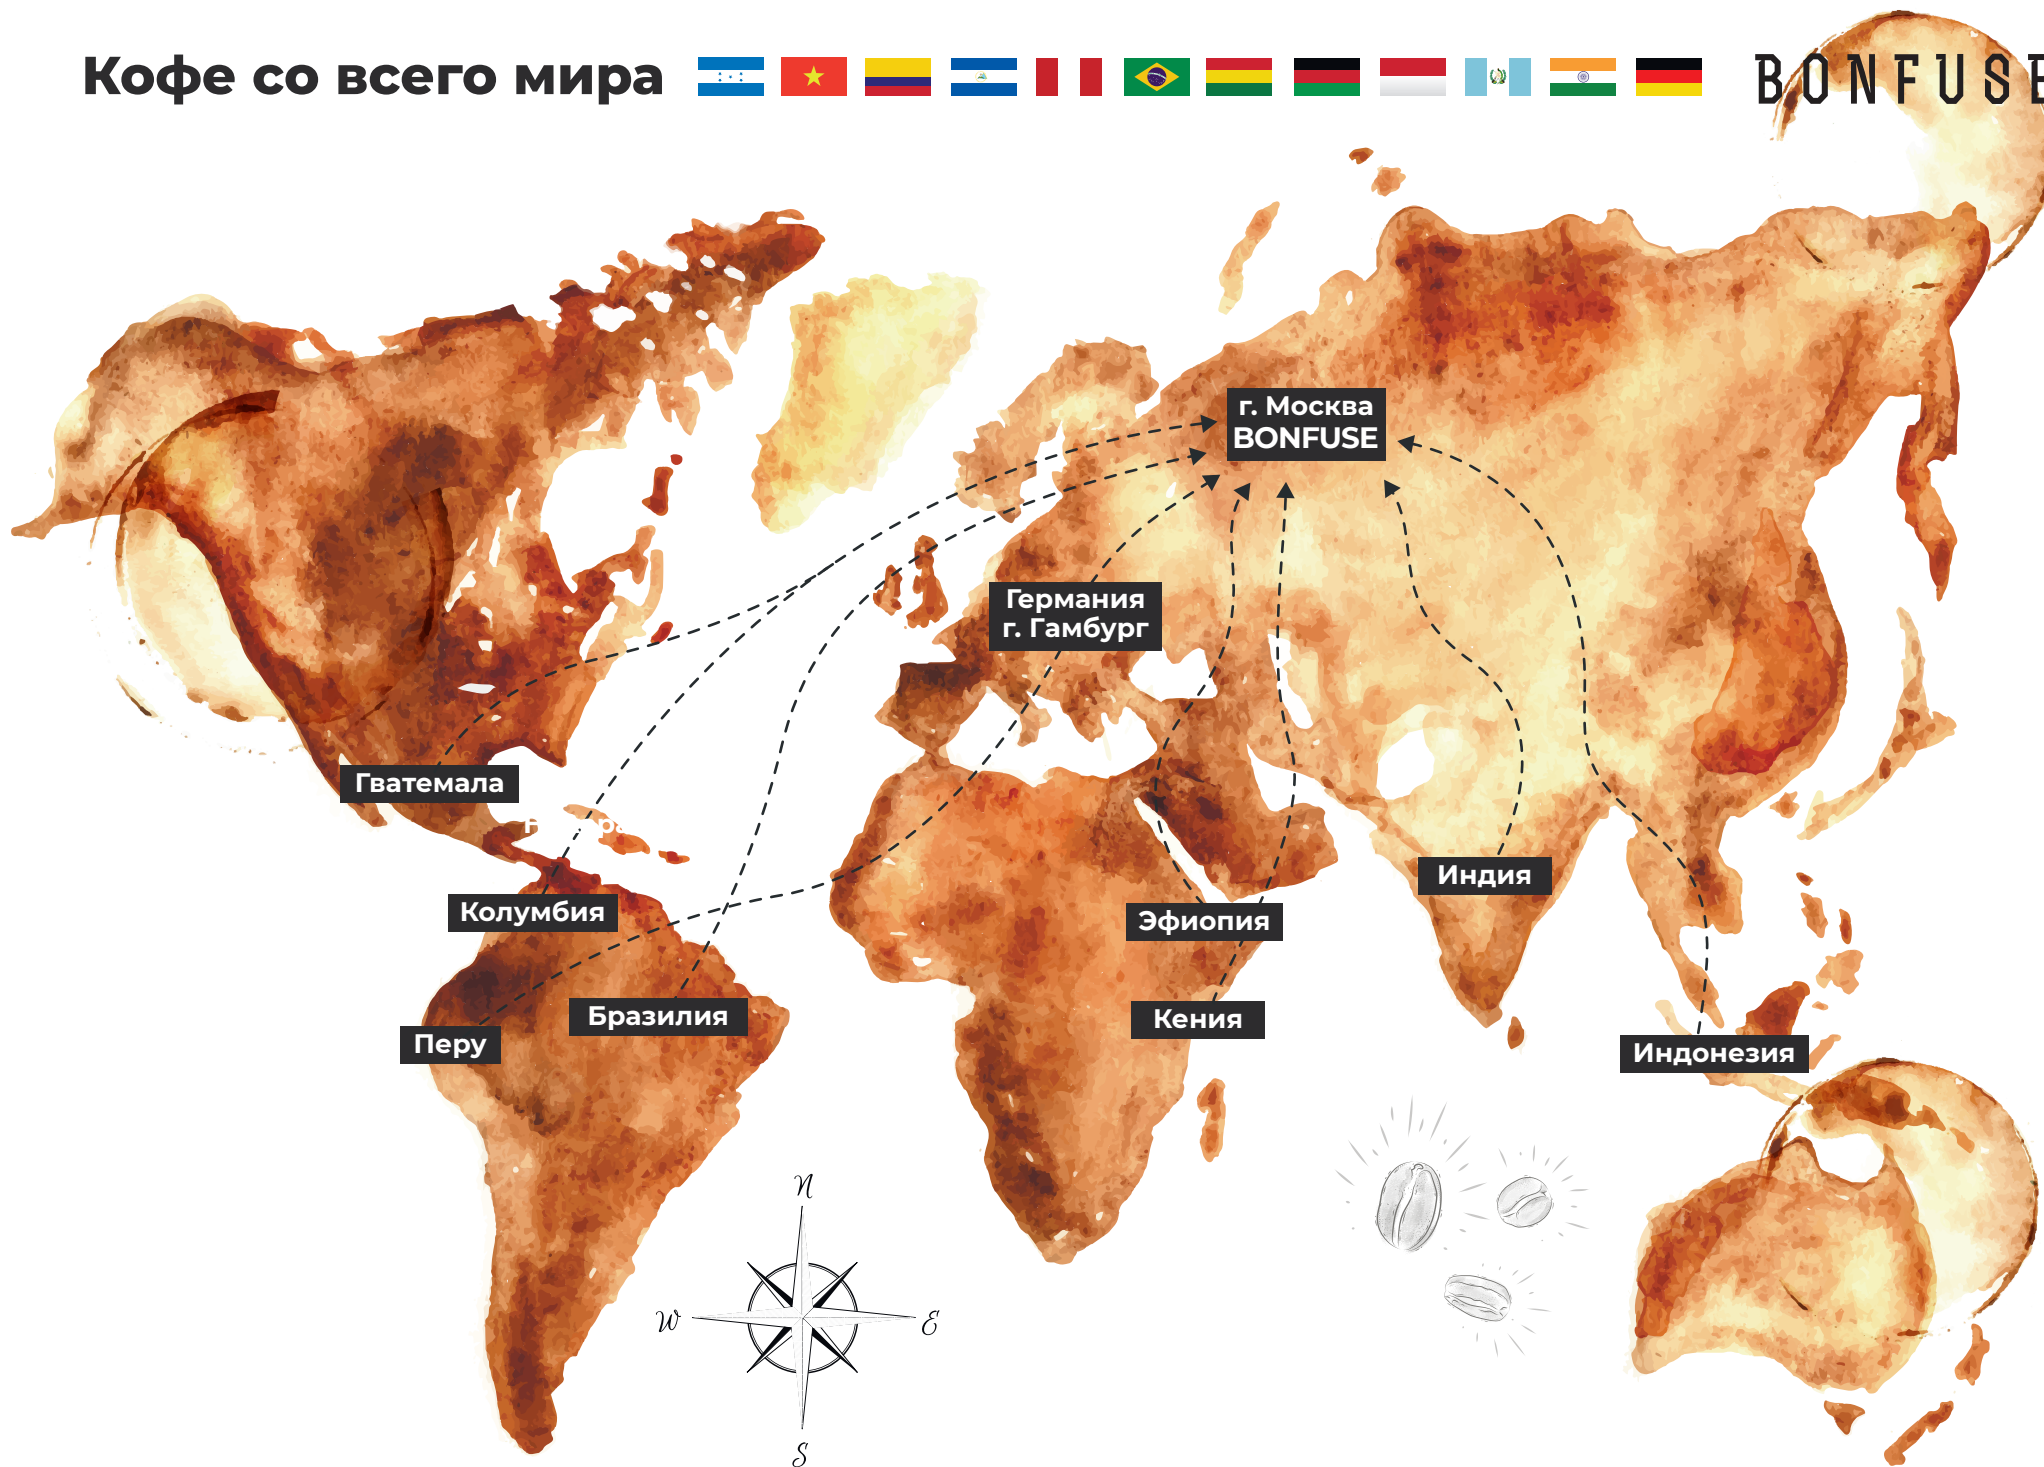 Кофе со всего мира
BONFUSE
г. Москва
BONFUSE
Германия
г. Гамбург
Гватемала
Колумбия
Индия
Эфиопия
Бразилия
Кения
Перу
Индонезия
N
W
E
S